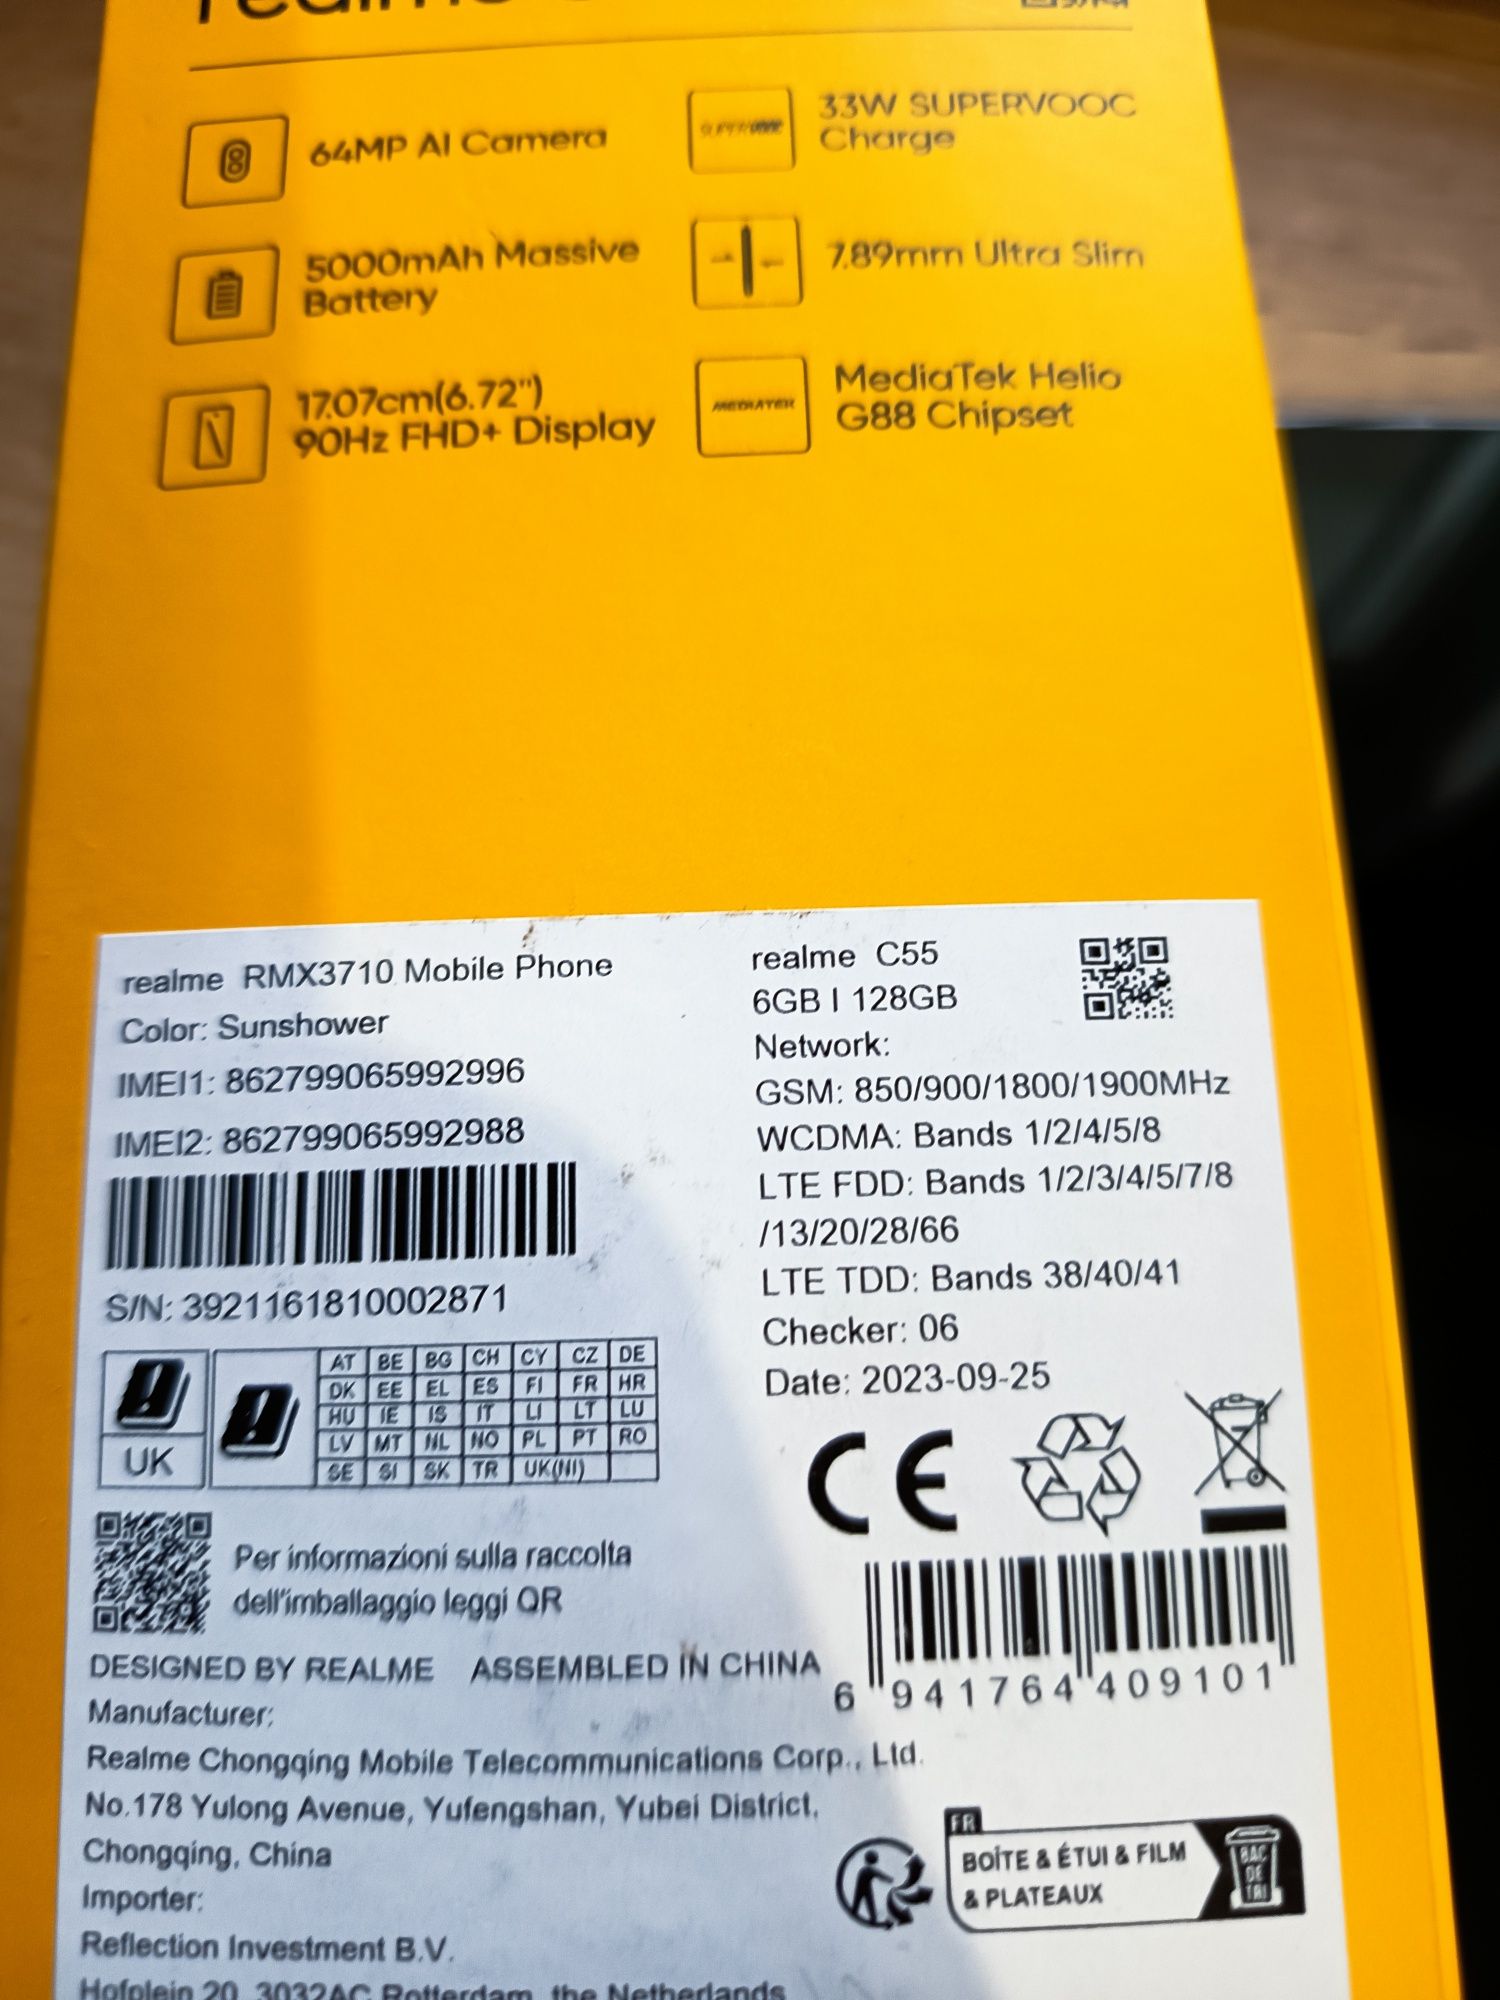 realme
64MP AI Camera
SUPERVOOC
33W SUPERVOOC
Charge
5000mAh Massive
Battery
7.89mm Ultra Slim
17.07cm(6.72")
90Hz FHD+ Display
MEDIATEK
MediaTek Helio
G88 Chipset
realme RMX3710 Mobile Phone
Color: Sunshower
IMEI1: 862799065992996
IMEI2: 862799065992988
S/N: 3921161810002871
realme C55
6GB | 128GB
Network:
GSM: 850/900/1800/1900MHz
WCDMA: Bands 1/2/4/5/8
LTE FDD: Bands 1/2/3/4/5/7/8
/13/20/28/66
LTE TDD: Bands 38/40/41
Checker: 06
Date: 2023-09-25
UK
AT BE BG CH CY CZ DE
DK EE EL ES FI FR HR
HU IE IS IT LI LT LU
LV MT NL NO PL PT RO
SE SI SK TR UK(NI)
CE
Per informazioni sulla raccolta
dell'imballaggio leggi QR
DESIGNED BY REALME ASSEMBLED IN CHINA
6 941764 409101
Manufacturer:
Realme Chongqing Mobile Telecommunications Corp., Ltd.
No.178 Yulong Avenue, Yufengshan, Yubei District,
Chongqing, China
Importer:
Reflection Investment B.V.
Hofplein 20, 3032AC Rotterdam, the Netherlands
FR
BOÎTE & ÉTUI & FILM
& PLATEAUX
BAC
DE
TRI